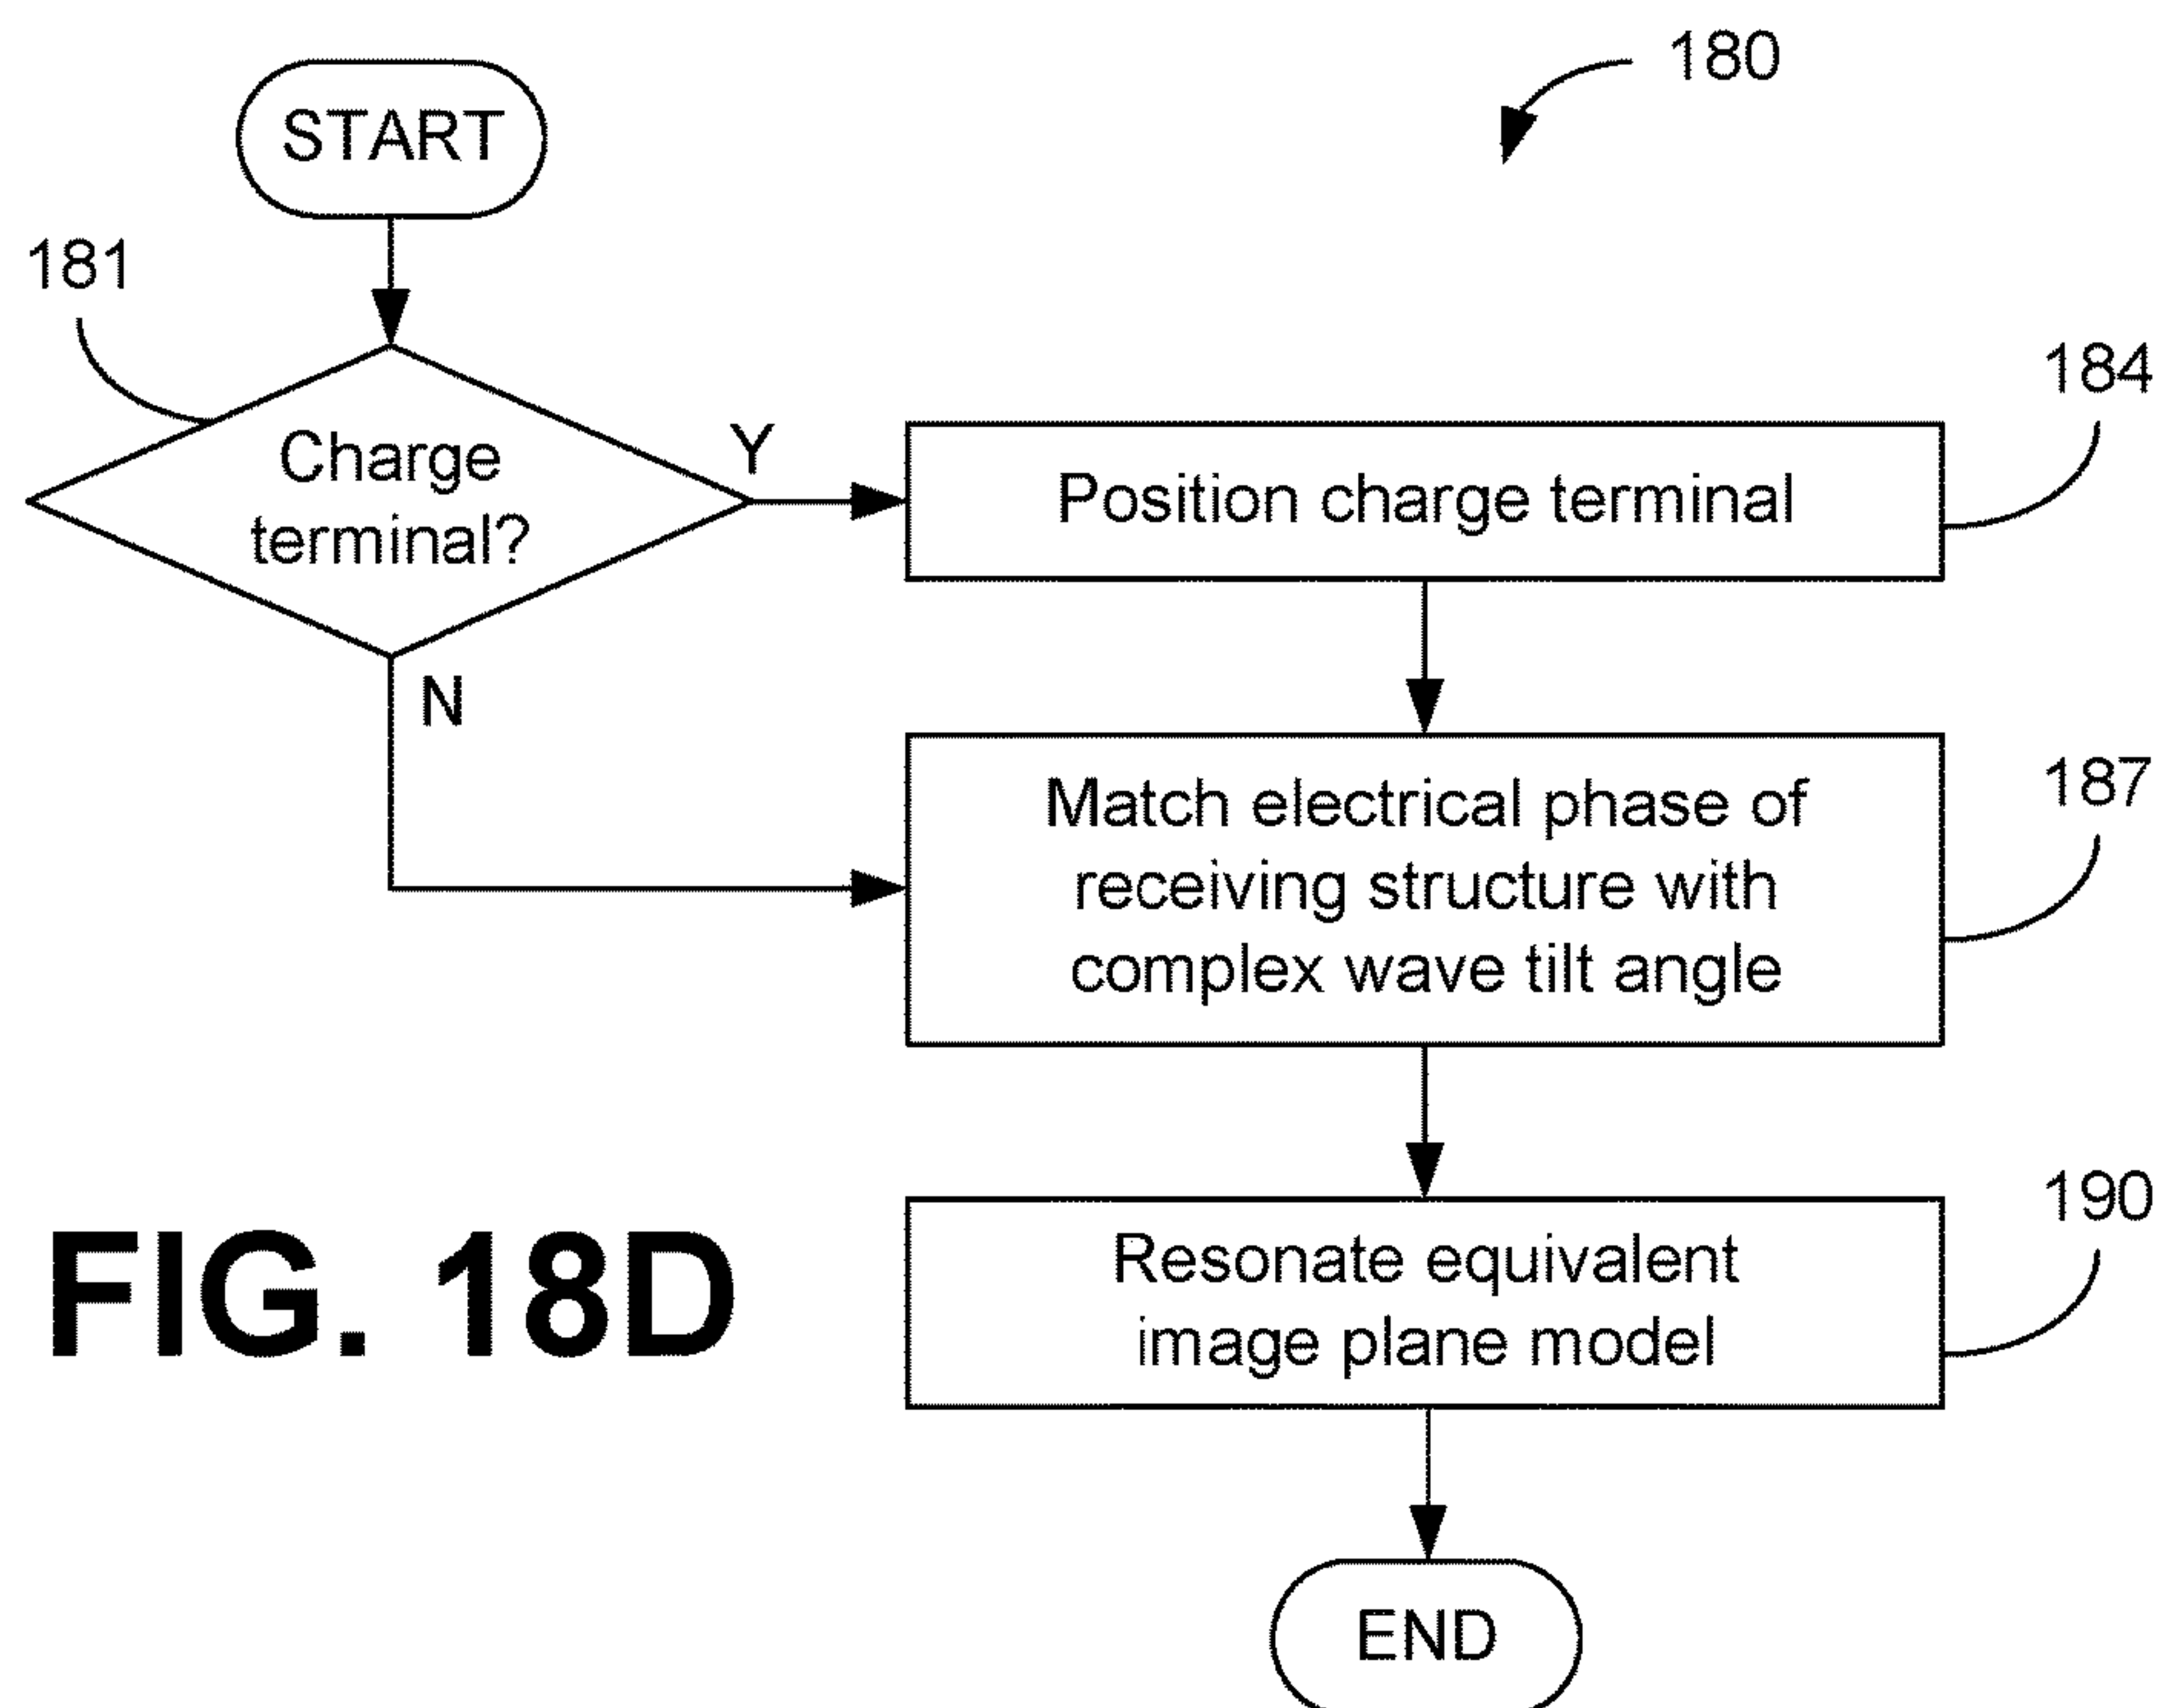 START
180
181
Charge
terminal?
Y
Position charge terminal
184
N
Match electrical phase of
receiving structure with
complex wave tilt angle
187
Resonate equivalent
image plane model
190
FIG. 18D
END